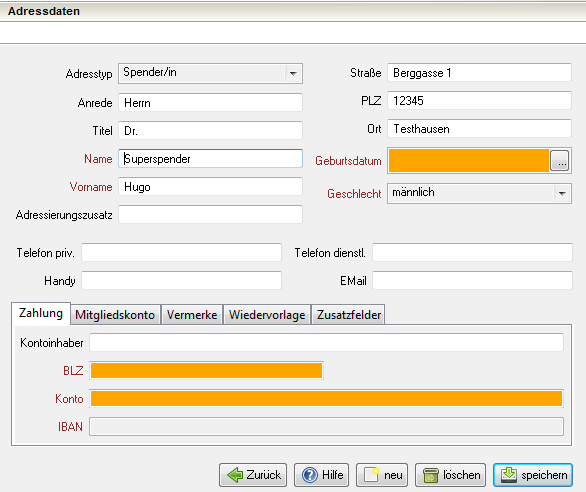 Adressdaten
Adresstyp Spender/in
Anrede Herrn
Titel Dr.
Name Superspender
Vorname Hugo
Adressierungszusatz
Straße Berggasse 1
PLZ 12345
Ort Testhausen
Geburtsdatum ...
Geschlecht männlich
Telefon priv.
Telefon dienstl.
Handy
EMail
Zahlung Mitgliedskonto Vermerke Wiedervorlage Zusatzfelder
Kontoinhaber
BLZ
Konto
IBAN
Zurück Hilfe neu löschen speichern